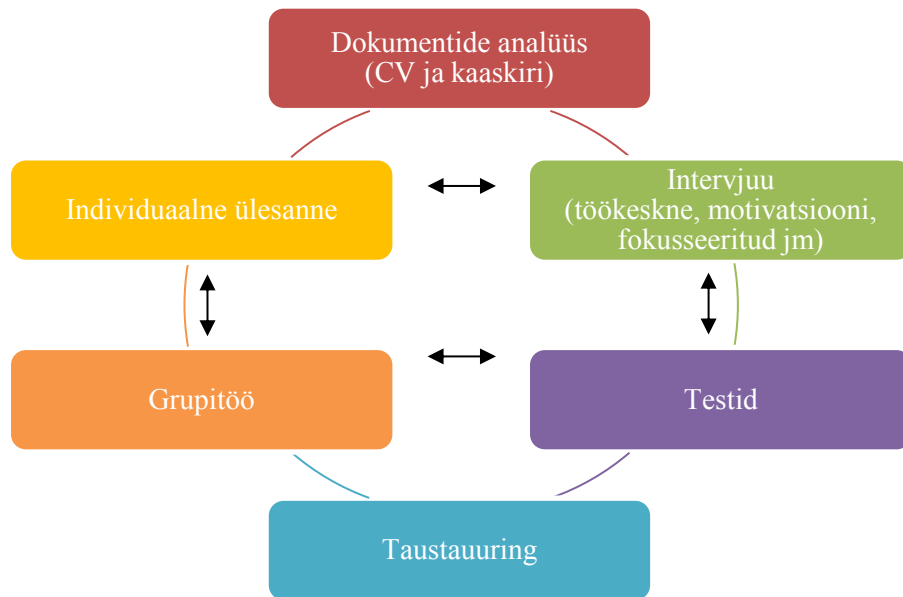 Dokumentide analüüs
(CV ja kaaskiri)
Individuaalne ülesanne
Intervjuu
(töökeskne, motivatsiooni,
fokusseeritud jm)
Grupitöö
Testid
Taustauuring